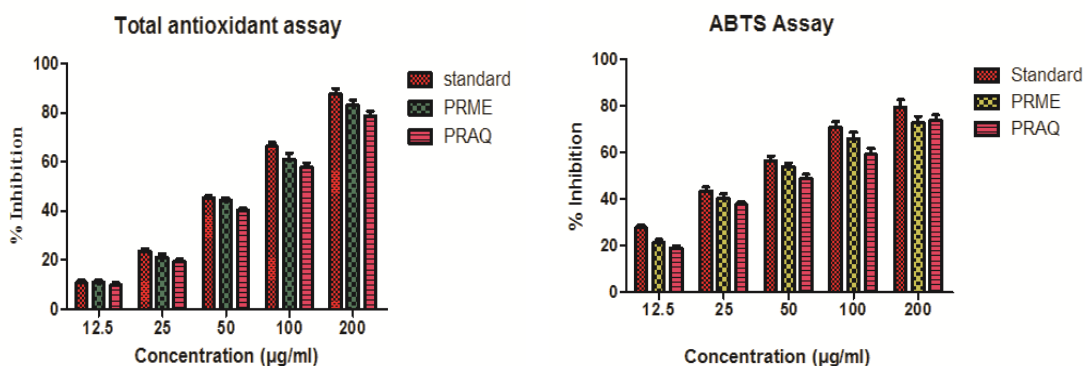 Total antioxidant assay
% Inhibition
100
80
60
40
20
0
12.5 25 50 100 200
Concentration (µg/ml)
standard
PRME
PRAQ
ABTS Assay
% Inhibition
100
80
60
40
20
0
12.5 25 50 100 200
Concentration (µg/ml)
Standard
PRME
PRAQ